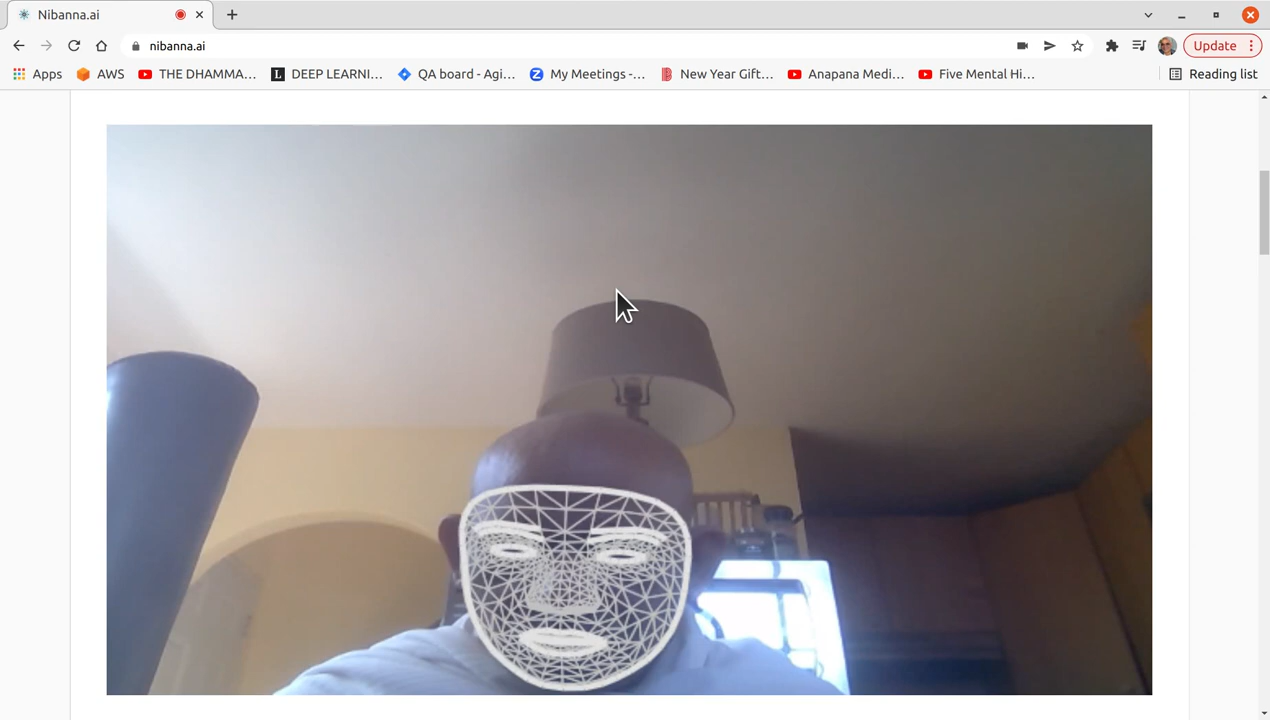 Nibanna.ai
nibanna.ai
Update
Apps AWS THE DHAMMA... DEEP LEARNI... QA board - Agi... My Meetings -... New Year Gift... Anapana Medi... Five Mental Hi... Reading list